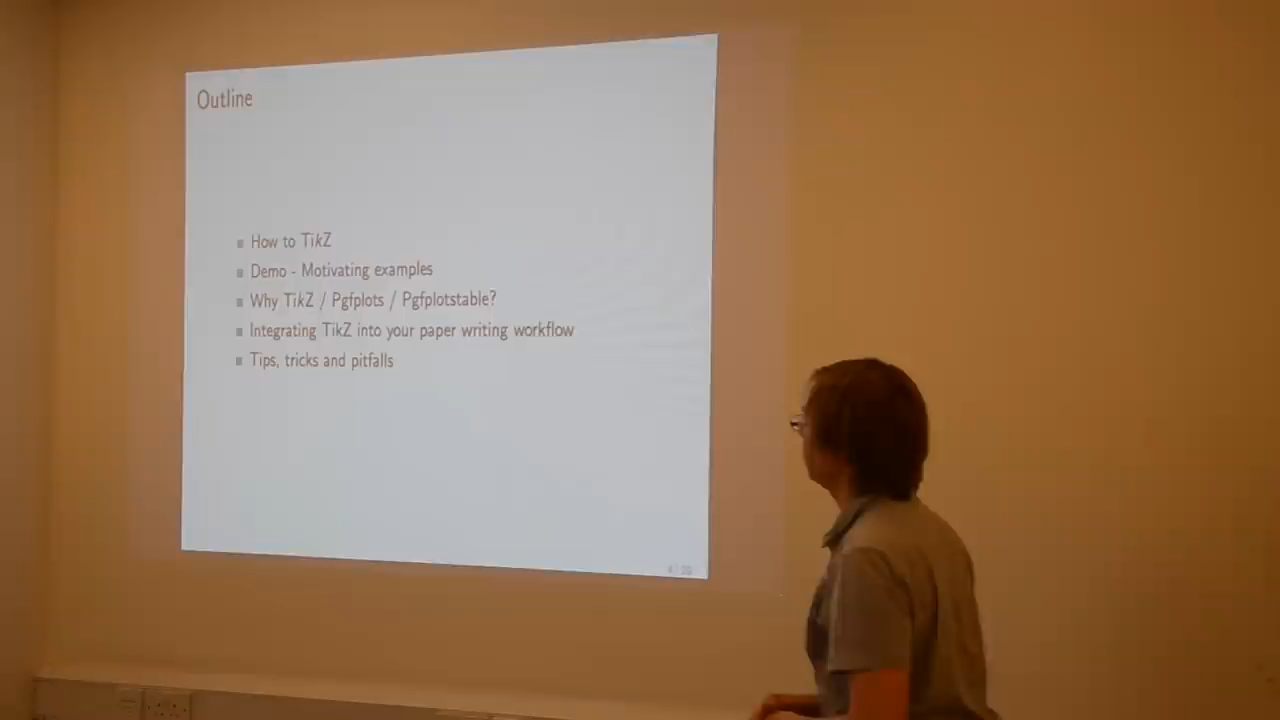 Outline
How to TikZ
Demo - Motivating examples
Why TikZ / Pgfplots / Pgfplotstable?
Integrating TikZ into your paper writing workflow
Tips, tricks and pitfalls